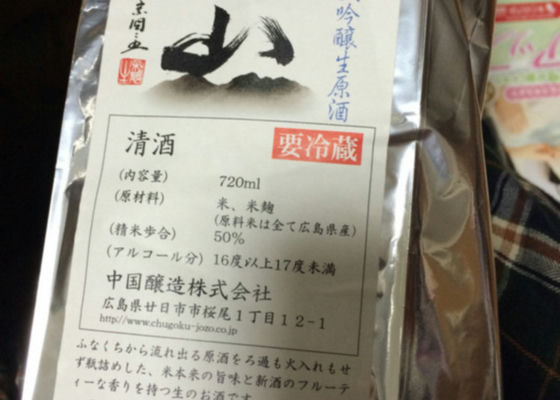 山
吟醸生原酒
清酒
要冷蔵
(内容量) 720ml
(原材料) 米、米麹
(原料米は全て広島県産)
(精米歩合) 50%
(アルコール分) 16度以上17度未満
中国醸造株式会社
広島県廿日市市桜尾1丁目12-1
http://www.chugoku-jozo.co.jp
ふなくちから流れ出る原酒をろ過も火入れもせ
ず瓶詰めした、米本来の旨味と新酒のフルーテ
ィーな香りを持つ生のお酒です